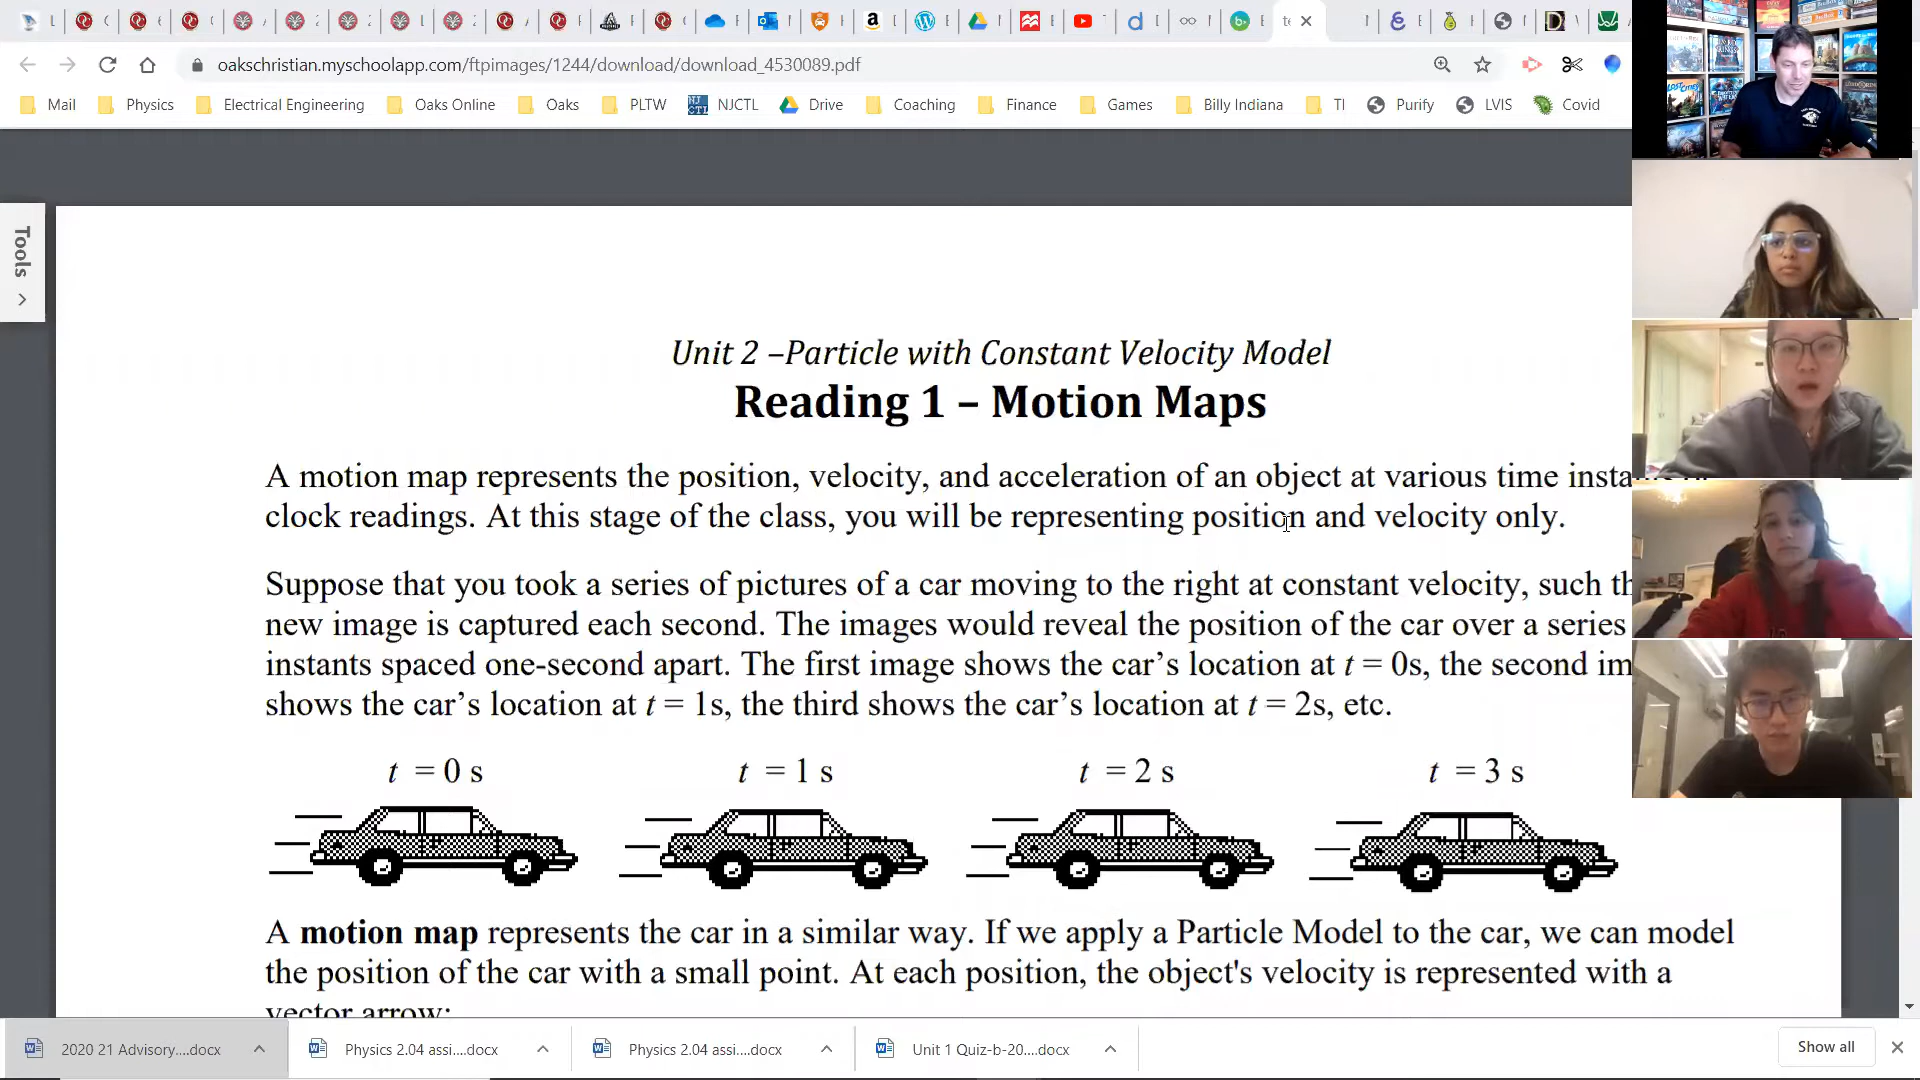 oakschristian.myschoolapp.com/ftpimages/1244/download/download_4530089.pdf
Mail Physics Electrical Engineering Oaks Online Oaks PLTW NJCTL Drive Coaching Finance Games Billy Indiana TI Purify LVIS Covid
Tools
Unit 2 –Particle with Constant Velocity Model
Reading 1 – Motion Maps
A motion map represents the position, velocity, and acceleration of an object at various time
clock readings. At this stage of the class, you will be representing position and velocity only.
Suppose that you took a series of pictures of a car moving to the right at constant velocity, such
new image is captured each second. The images would reveal the position of the car over a series
instants spaced one-second apart. The first image shows the car’s location at t = 0s, the second
shows the car’s location at t = 1s, the third shows the car’s location at t = 2s, etc.
t = 0 s t = 1 s t = 2 s t = 3 s
A motion map represents the car in a similar way. If we apply a Particle Model to the car, we can model
the position of the car with a small point. At each position, the object's velocity is represented with a
vector arrow:
2020 21 Advisory....docx Physics 2.04 assi....docx Physics 2.04 assi....docx Unit 1 Quiz-b-20....docx Show all